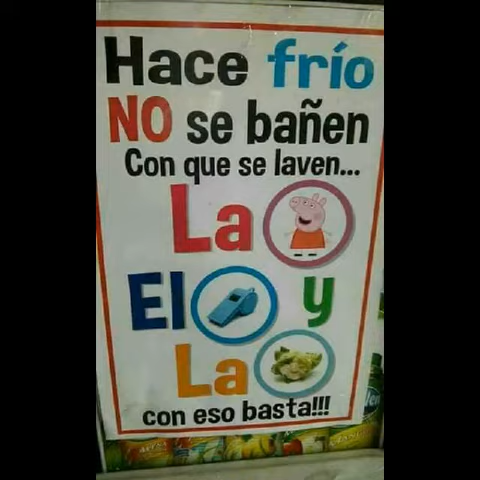 Hace frío
NO se bañen
Con que se laven...
La
El y
La
con eso basta!!!